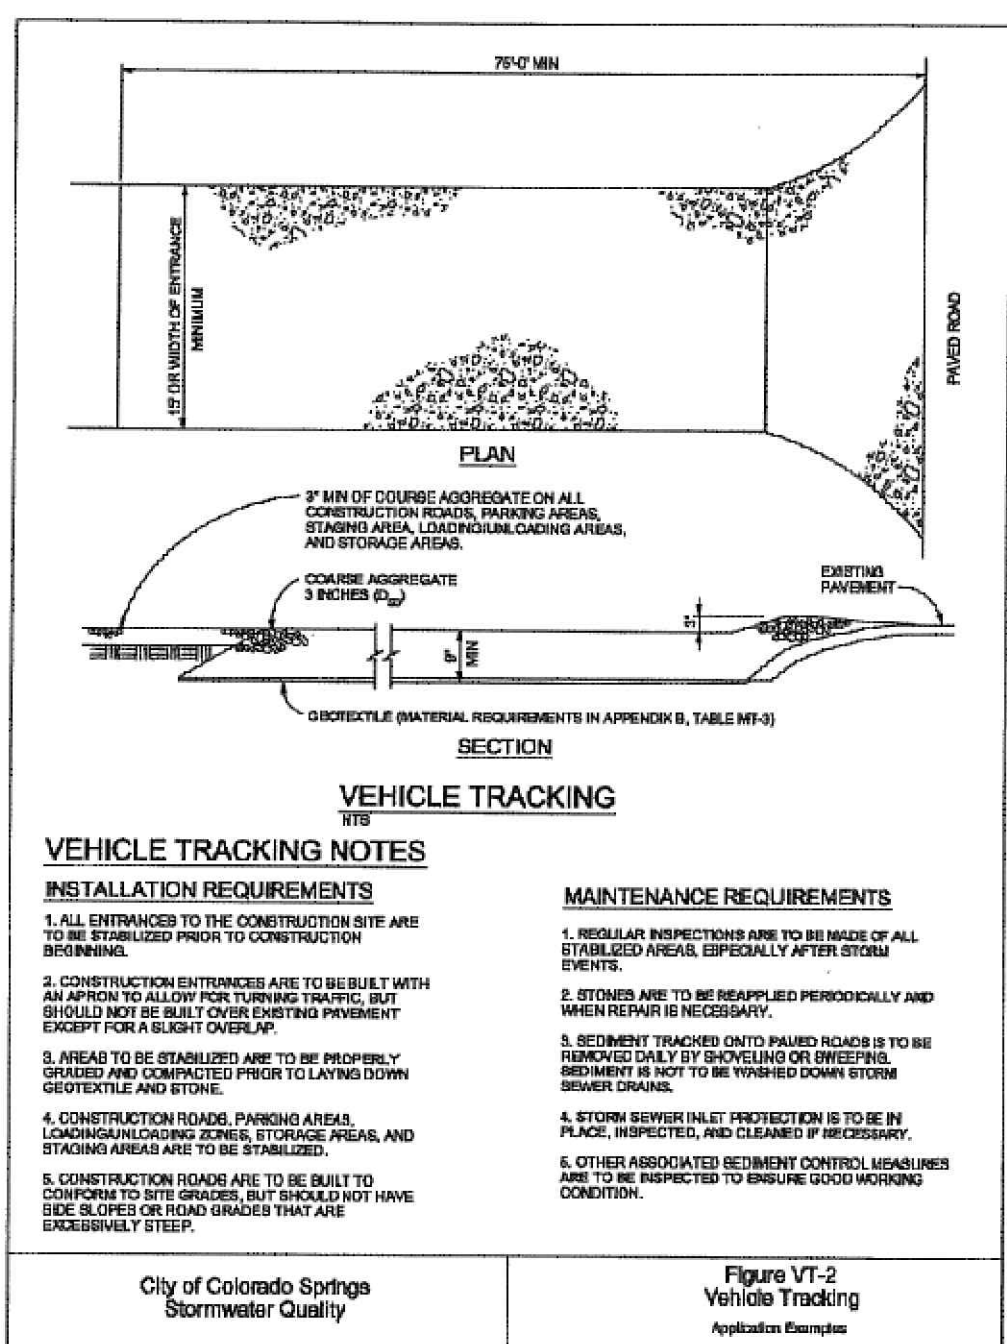 75'-0" MIN
15' OR WIDTH OF ENTRANCE
MINIMUM
PAVED ROAD
PLAN
3" MIN OF COURSE AGGREGATE ON ALL
CONSTRUCTION ROADS, PARKING AREAS,
STAGING AREA, LOADING/UNLOADING AREAS,
AND STORAGE AREAS.
COARSE AGGREGATE
3 INCHES (D50)
EXISTING
PAVEMENT
3"
9"
MIN
GEOTEXTILE (MATERIAL REQUIREMENTS IN APPENDIX B, TABLE MT-3)
SECTION
VEHICLE TRACKING
NTS
VEHICLE TRACKING NOTES
INSTALLATION REQUIREMENTS
1. ALL ENTRANCES TO THE CONSTRUCTION SITE ARE
TO BE STABILIZED PRIOR TO CONSTRUCTION
BEGINNING.
2. CONSTRUCTION ENTRANCES ARE TO BE BUILT WITH
AN APRON TO ALLOW FOR TURNING TRAFFIC, BUT
SHOULD NOT BE BUILT OVER EXISTING PAVEMENT
EXCEPT FOR A SLIGHT OVERLAP.
3. AREAS TO BE STABILIZED ARE TO BE PROPERLY
GRADED AND COMPACTED PRIOR TO LAYING DOWN
GEOTEXTILE AND STONE.
4. CONSTRUCTION ROADS, PARKING AREAS,
LOADING/UNLOADING ZONES, STORAGE AREAS, AND
STAGING AREAS ARE TO BE STABILIZED.
5. CONSTRUCTION ROADS ARE TO BE BUILT TO
CONFORM TO SITE GRADES, BUT SHOULD NOT HAVE
SIDE SLOPES OR ROAD GRADES THAT ARE
EXCESSIVELY STEEP.
MAINTENANCE REQUIREMENTS
1. REGULAR INSPECTIONS ARE TO BE MADE OF ALL
STABILIZED AREAS, ESPECIALLY AFTER STORM
EVENTS.
2. STONES ARE TO BE REAPPLIED PERIODICALLY AND
WHEN REPAIR IS NECESSARY.
3. SEDIMENT TRACKED ONTO PAVED ROADS IS TO BE
REMOVED DAILY BY SHOVELING OR SWEEPING.
SEDIMENT IS NOT TO BE WASHED DOWN STORM
SEWER DRAINS.
4. STORM SEWER INLET PROTECTION IS TO BE IN
PLACE, INSPECTED, AND CLEANED IF NECESSARY.
5. OTHER ASSOCIATED SEDIMENT CONTROL MEASURES
ARE TO BE INSPECTED TO ENSURE GOOD WORKING
CONDITION.
City of Colorado Springs
Stormwater Quality
Figure VT-2
Vehicle Tracking
Application Examples